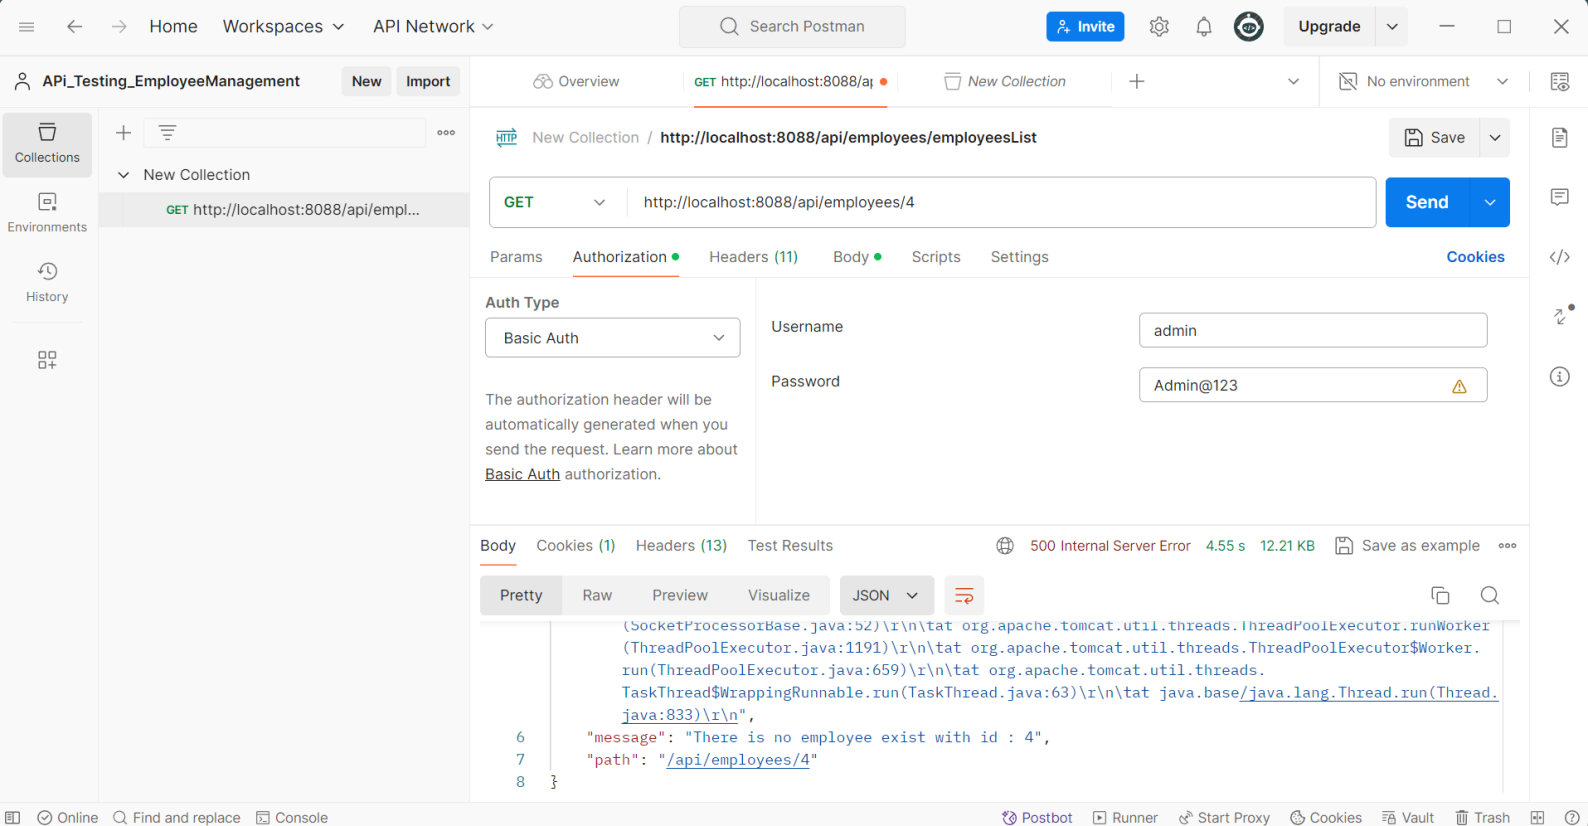 Home Workspaces API Network Search Postman Invite Upgrade
APi_Testing_EmployeeManagement New Import Overview GET http://localhost:8088/ap New Collection No environment
Collections
Environments
History
New Collection
GET http://localhost:8088/api/empl...
HTTP New Collection / http://localhost:8088/api/employees/employeesList Save
GET http://localhost:8088/api/employees/4 Send
Params Authorization Headers (11) Body Scripts Settings Cookies
Auth Type
Basic Auth
The authorization header will be
automatically generated when you
send the request. Learn more about
Basic Auth authorization.
Username admin
Password Admin@123
Body Cookies (1) Headers (13) Test Results 500 Internal Server Error 4.55 s 12.21 KB Save as example
Pretty Raw Preview Visualize JSON
(SocketProcessorBase.java:52)\r\n\tat org.apache.tomcat.util.threads.ThreadPoolExecutor.runWorker
(ThreadPoolExecutor.java:1191)\r\n\tat org.apache.tomcat.util.threads.ThreadPoolExecutor$Worker.
run(ThreadPoolExecutor.java:659)\r\n\tat org.apache.tomcat.util.threads.
TaskThread$WrappingRunnable.run(TaskThread.java:63)\r\n\tat java.base/java.lang.Thread.run(Thread.
java:833)\r\n",
6 "message": "There is no employee exist with id : 4",
7 "path": "/api/employees/4"
8 }
Online Find and replace Console Postbot Runner Start Proxy Cookies Vault Trash